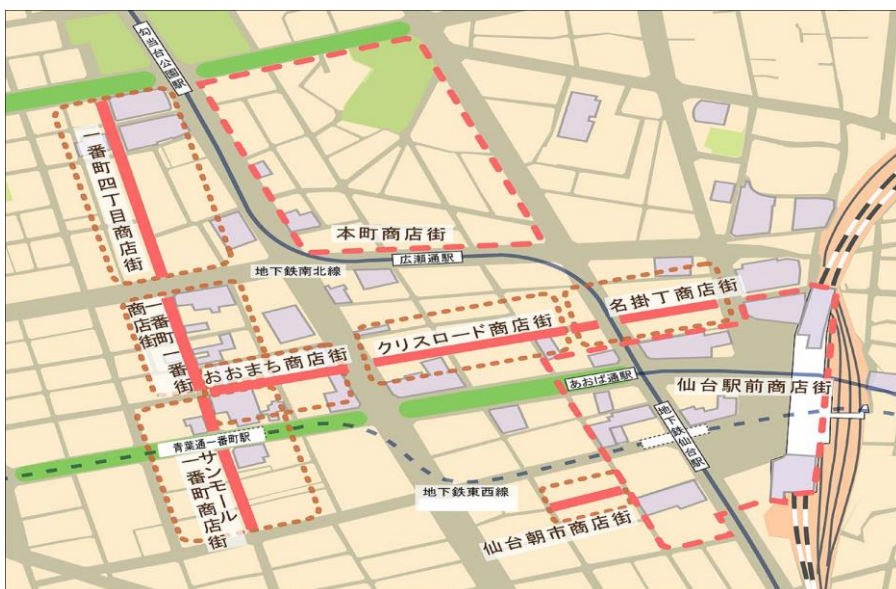 勾当台公園駅
一番町四丁目商店街
本町商店街
広瀬通駅
地下鉄南北線
名掛丁商店街
一番町一番街
商店街
クリスロード商店街
おおまち商店街
あおば通駅
仙台駅前商店街
地下鉄仙台駅
青葉通一番町駅
サンモール
一番町商店街
地下鉄東西線
仙台朝市商店街